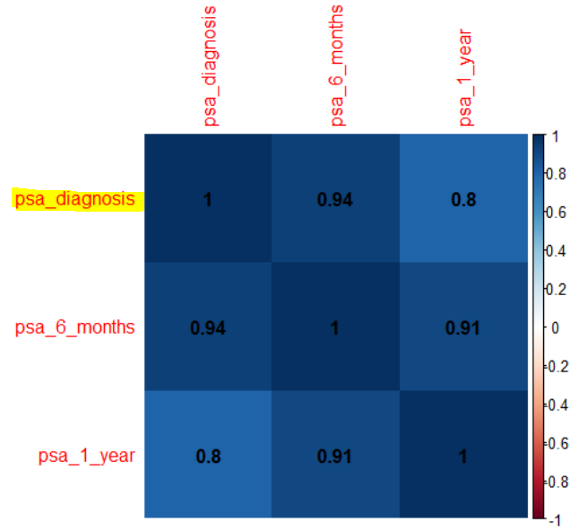 psa_diagnosis
psa_6_months
psa_1_year
psa_diagnosis 1 0.94 0.8
psa_6_months 0.94 1 0.91
psa_1_year 0.8 0.91 1
1
0.8
0.6
0.4
0.2
0
-0.2
-0.4
-0.6
-0.8
-1